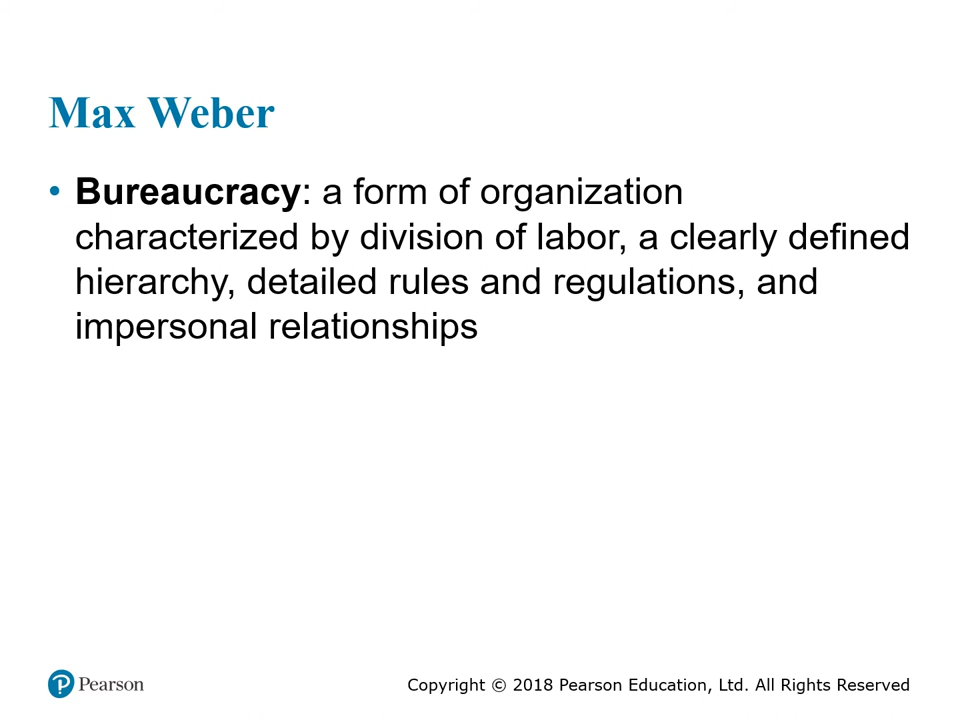 Max Weber
• Bureaucracy: a form of organization
characterized by division of labor, a clearly defined
hierarchy, detailed rules and regulations, and
impersonal relationships
P Pearson
Copyright © 2018 Pearson Education, Ltd. All Rights Reserved